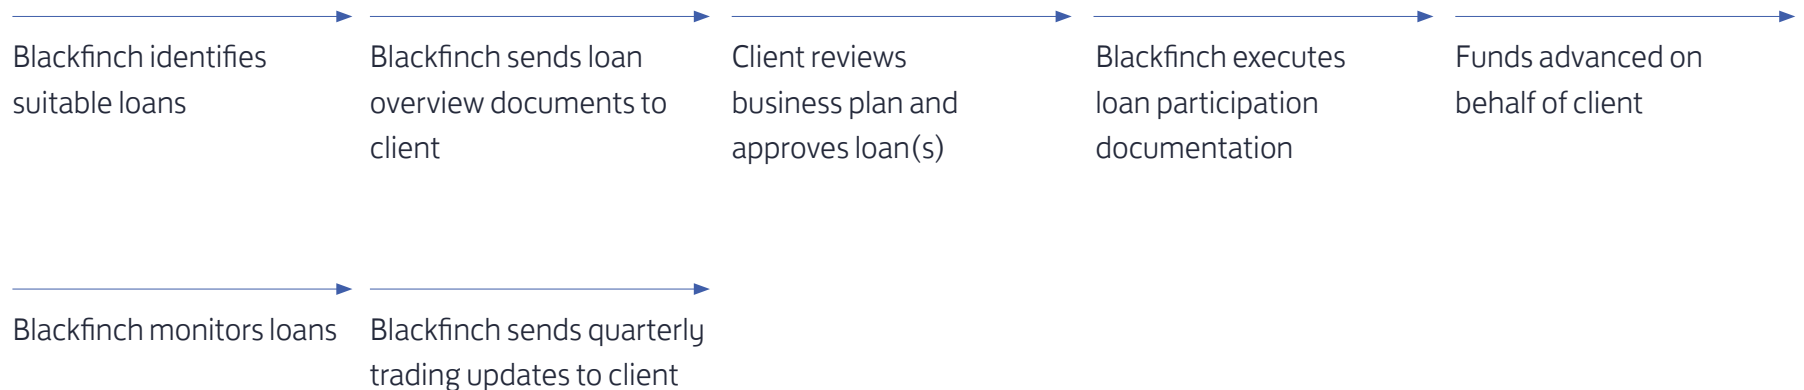 Blackfinch identifies
suitable loans
Blackfinch sends loan
overview documents to
client
Client reviews
business plan and
approves loan(s)
Blackfinch executes
loan participation
documentation
Funds advanced on
behalf of client
Blackfinch monitors loans
Blackfinch sends quarterly
trading updates to client